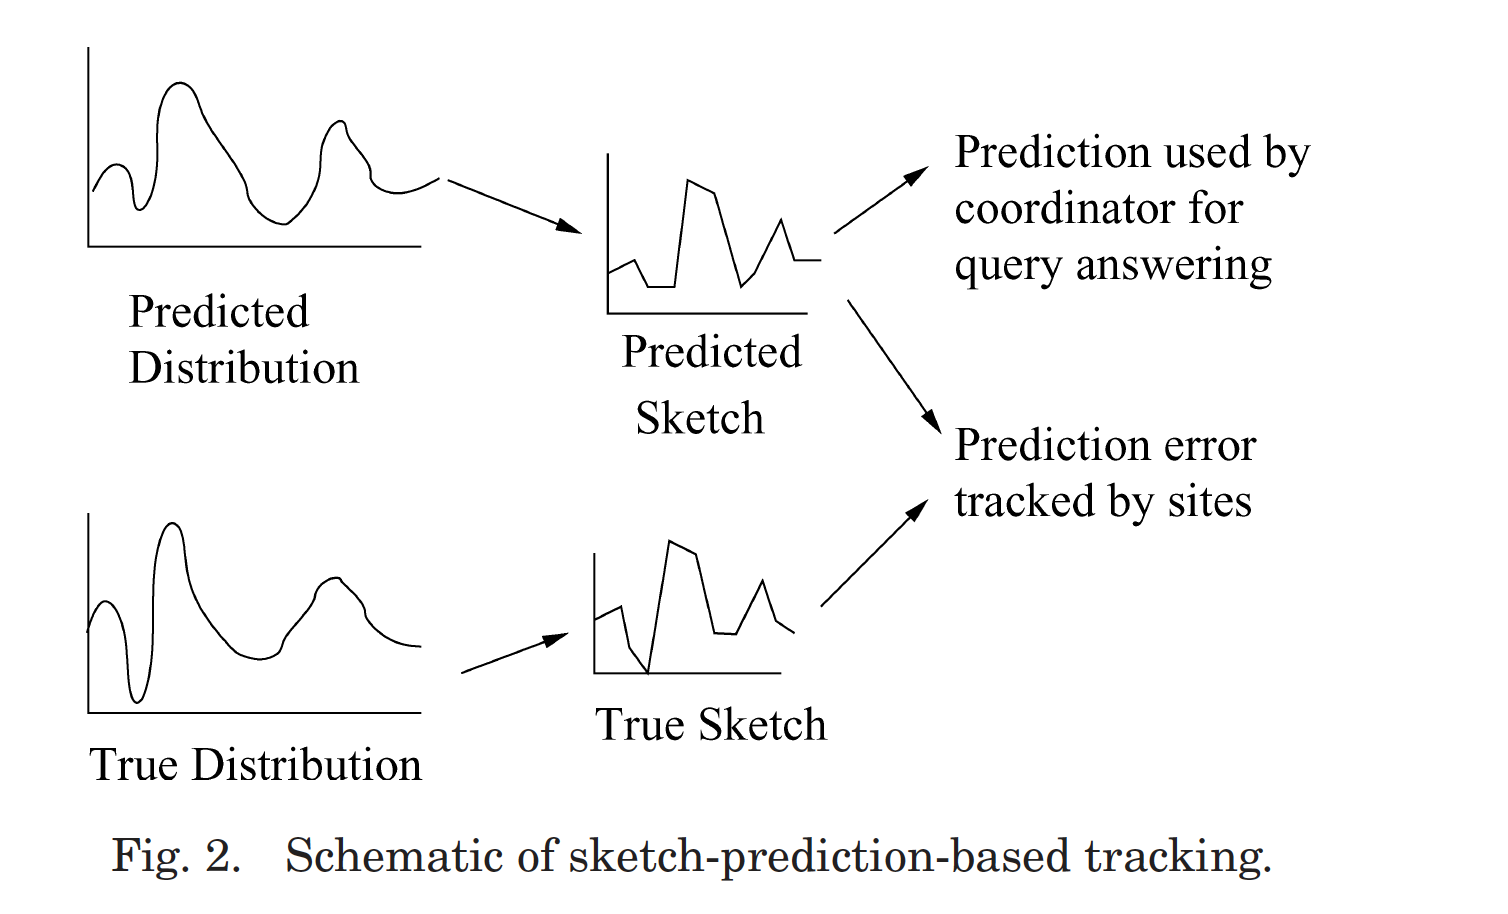 Predicted
Distribution
Predicted
Sketch
Prediction used by
coordinator for
query answering
Prediction error
tracked by sites
True Distribution
True Sketch
Fig. 2. Schematic of sketch-prediction-based tracking.